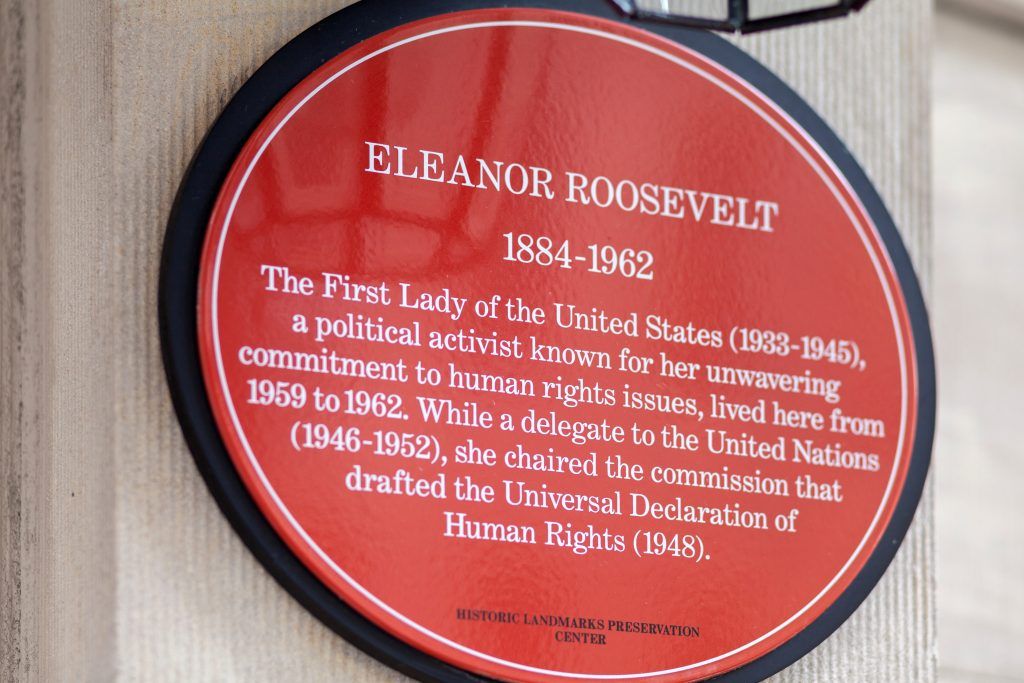 ELEANOR ROOSEVELT
1884-1962
The First Lady of the United States (1933-1945),
a political activist known for her unwavering
commitment to human rights issues, lived here from
1959 to 1962. While a delegate to the United Nations
(1946-1952), she chaired the commission that
drafted the Universal Declaration of
Human Rights (1948).
HISTORIC LANDMARKS PRESERVATION
CENTER